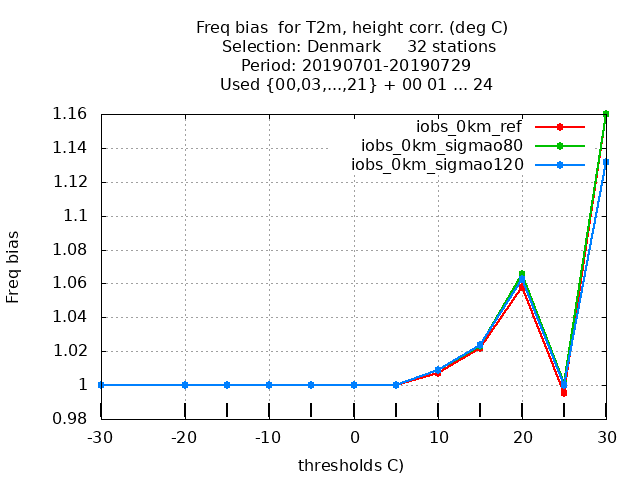 Freq bias  for T2m, height corr. (deg C)
Selection: Denmark     32 stations
Period: 20190701-20190729
Used {00,03,...,21} + 00 01 ... 24
iobs_0km_ref
iobs_0km_sigmao80
iobs_0km_sigmao120
1.16
1.14
1.12
1.1
1.08
1.06
1.04
1.02
1
0.98
Freq bias
-30 -20 -10 0 10 20 30
thresholds C)